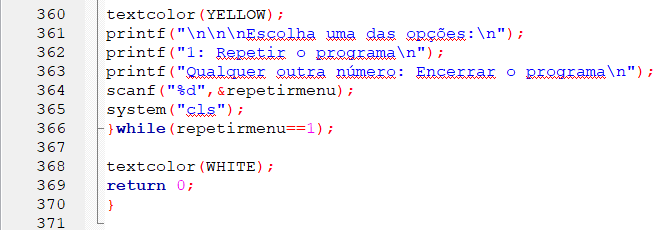 360 textcolor(YELLOW);
361 printf("\n\n\nEscolha uma das opções:\n");
362 printf("1: Repetir o programa\n");
363 printf("Qualquer outra número: Encerrar o programa\n");
364 scanf("%d",&repetirmenu);
365 system("cls");
366 }while(repetirmenu==1);
367
368 textcolor(WHITE);
369 return 0;
370 }
371